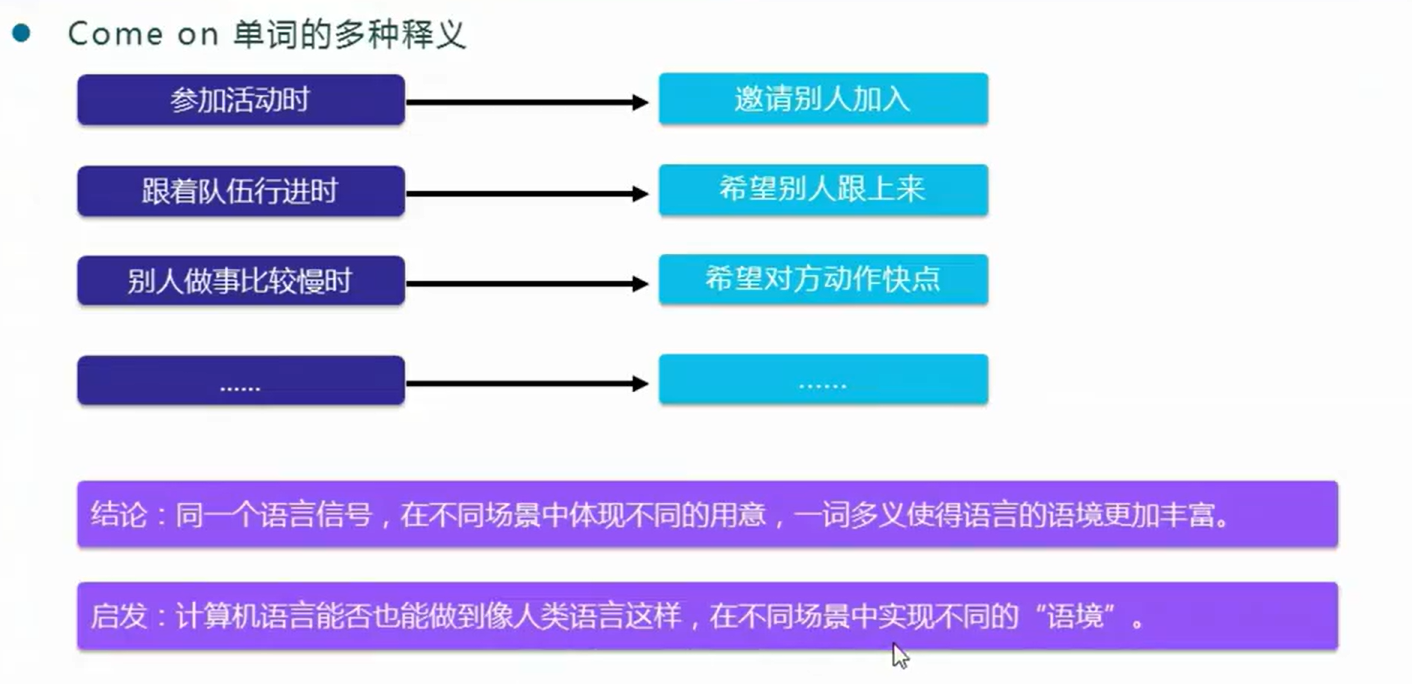 Come on 单词的多种释义
参加活动时
邀请别人加入
跟着队伍行进时
希望别人跟上来
别人做事比较慢时
希望对方动作快点
......
......
结论：同一个语言信号，在不同场景中体现不同的用意，一词多义使得语言的语境更加丰富。
启发：计算机语言能否也能做到像人类语言这样，在不同场景中实现不同的“语境”。